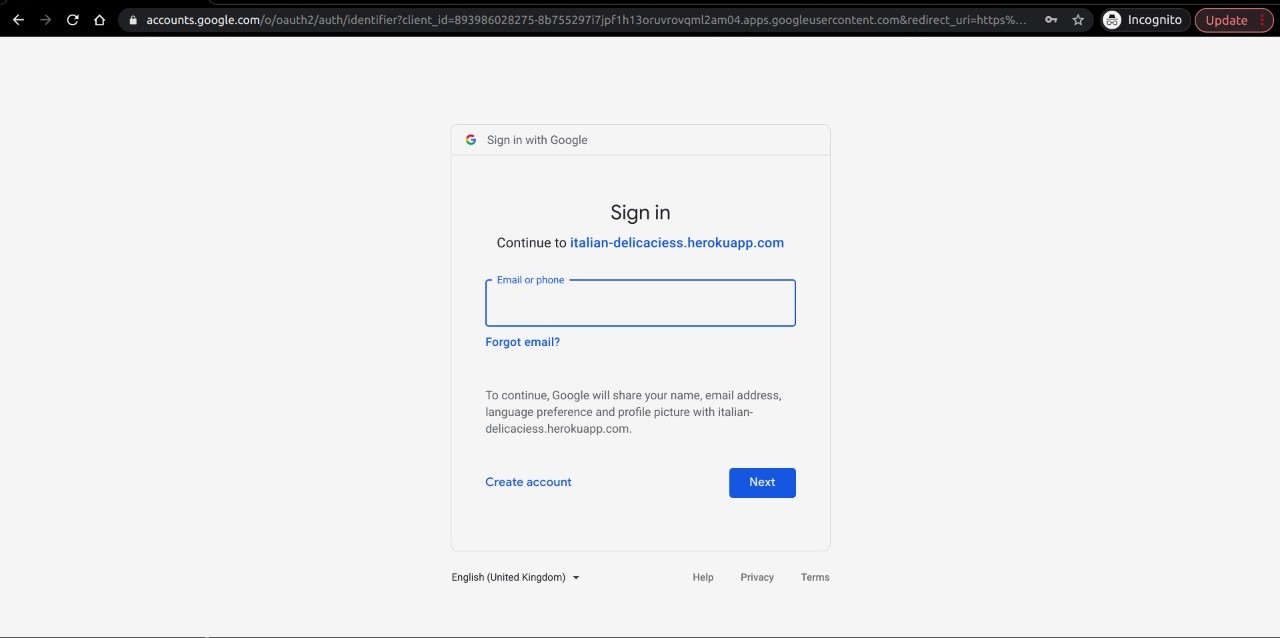 accounts.google.com/o/oauth2/auth/identifier?client_id=893986028275-8b755297i7jpf1h13oruvrovqml2am04.apps.googleusercontent.com&redirect_uri=https%... Incognito Update
Sign in with Google
Sign in
Continue to italian-delicaciess.herokuapp.com
Email or phone
Forgot email?
To continue, Google will share your name, email address,
language preference and profile picture with italian-
delicaciess.herokuapp.com.
Create account Next
English (United Kingdom) Help Privacy Terms